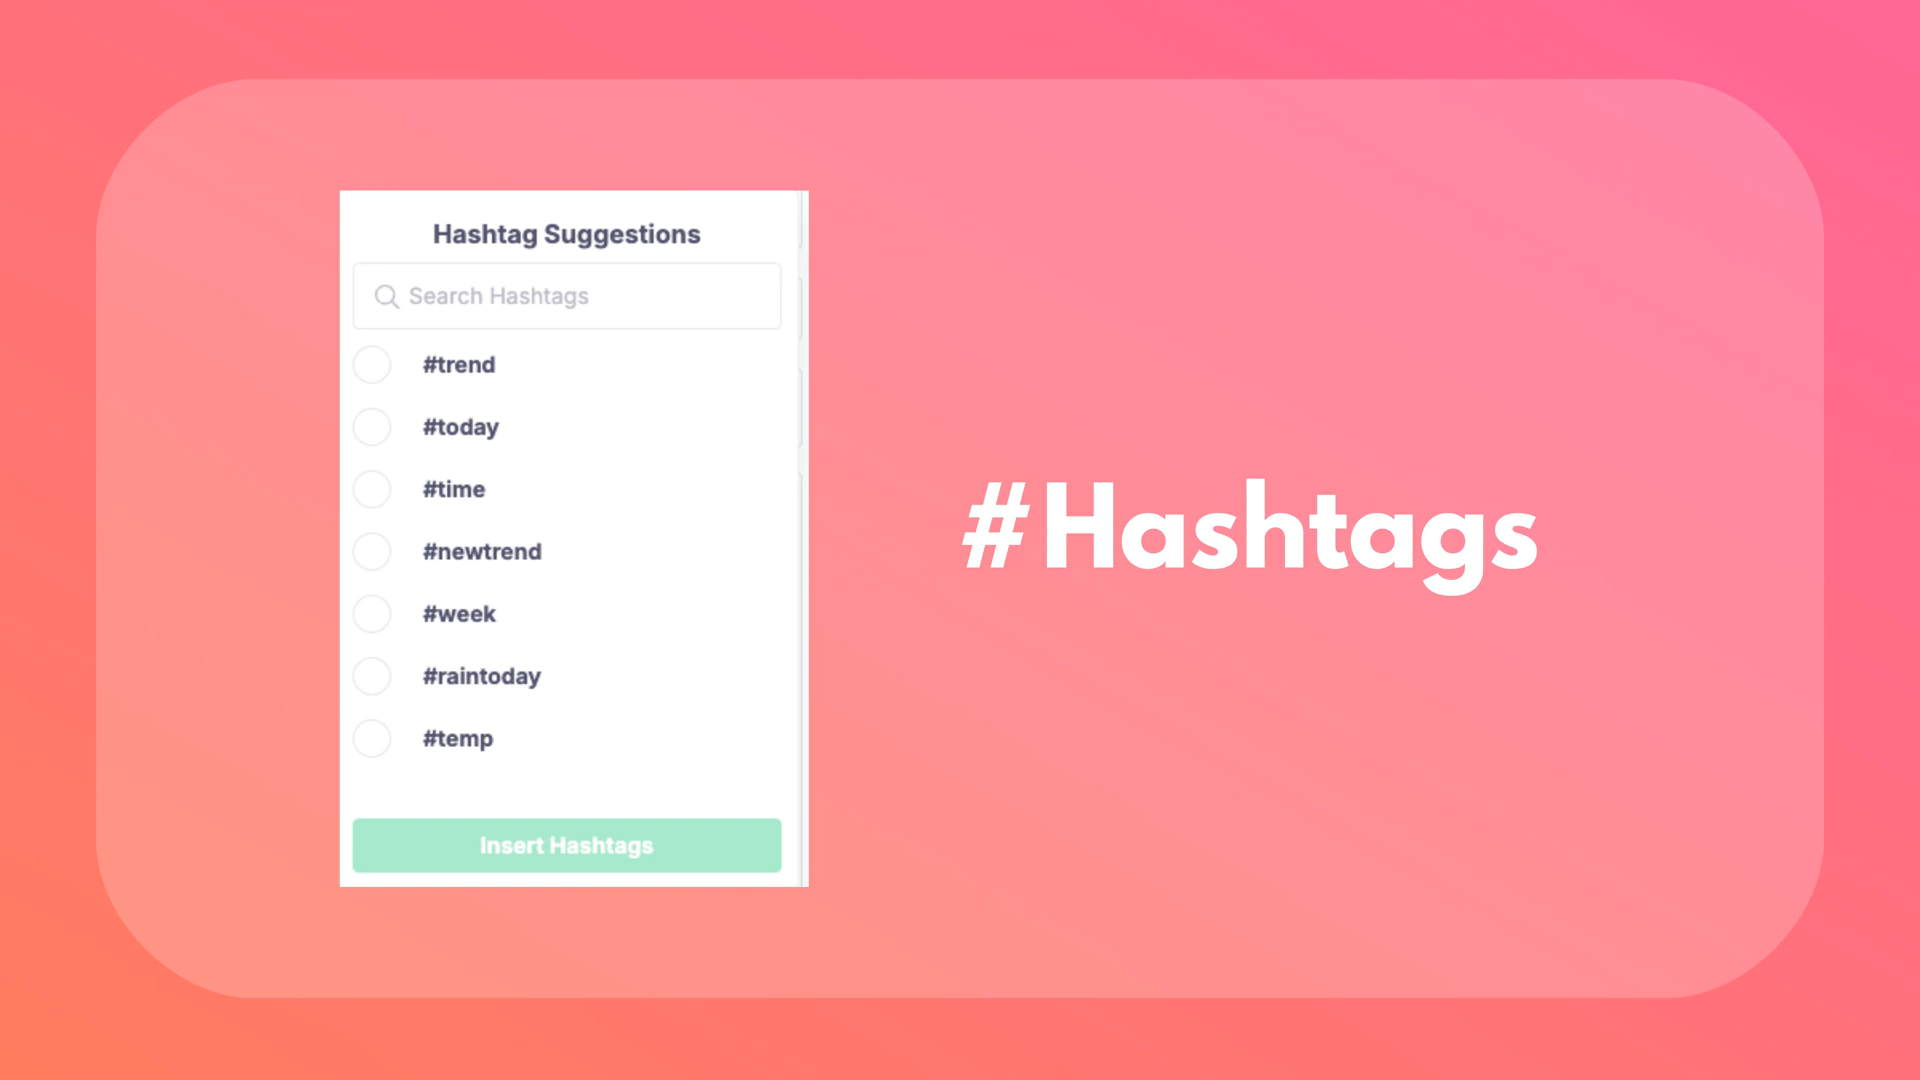 Hashtag Suggestions
Search Hashtags
#trend
#today
#time
#newtrend
#week
#raintoday
#temp
Insert Hashtags
#Hashtags